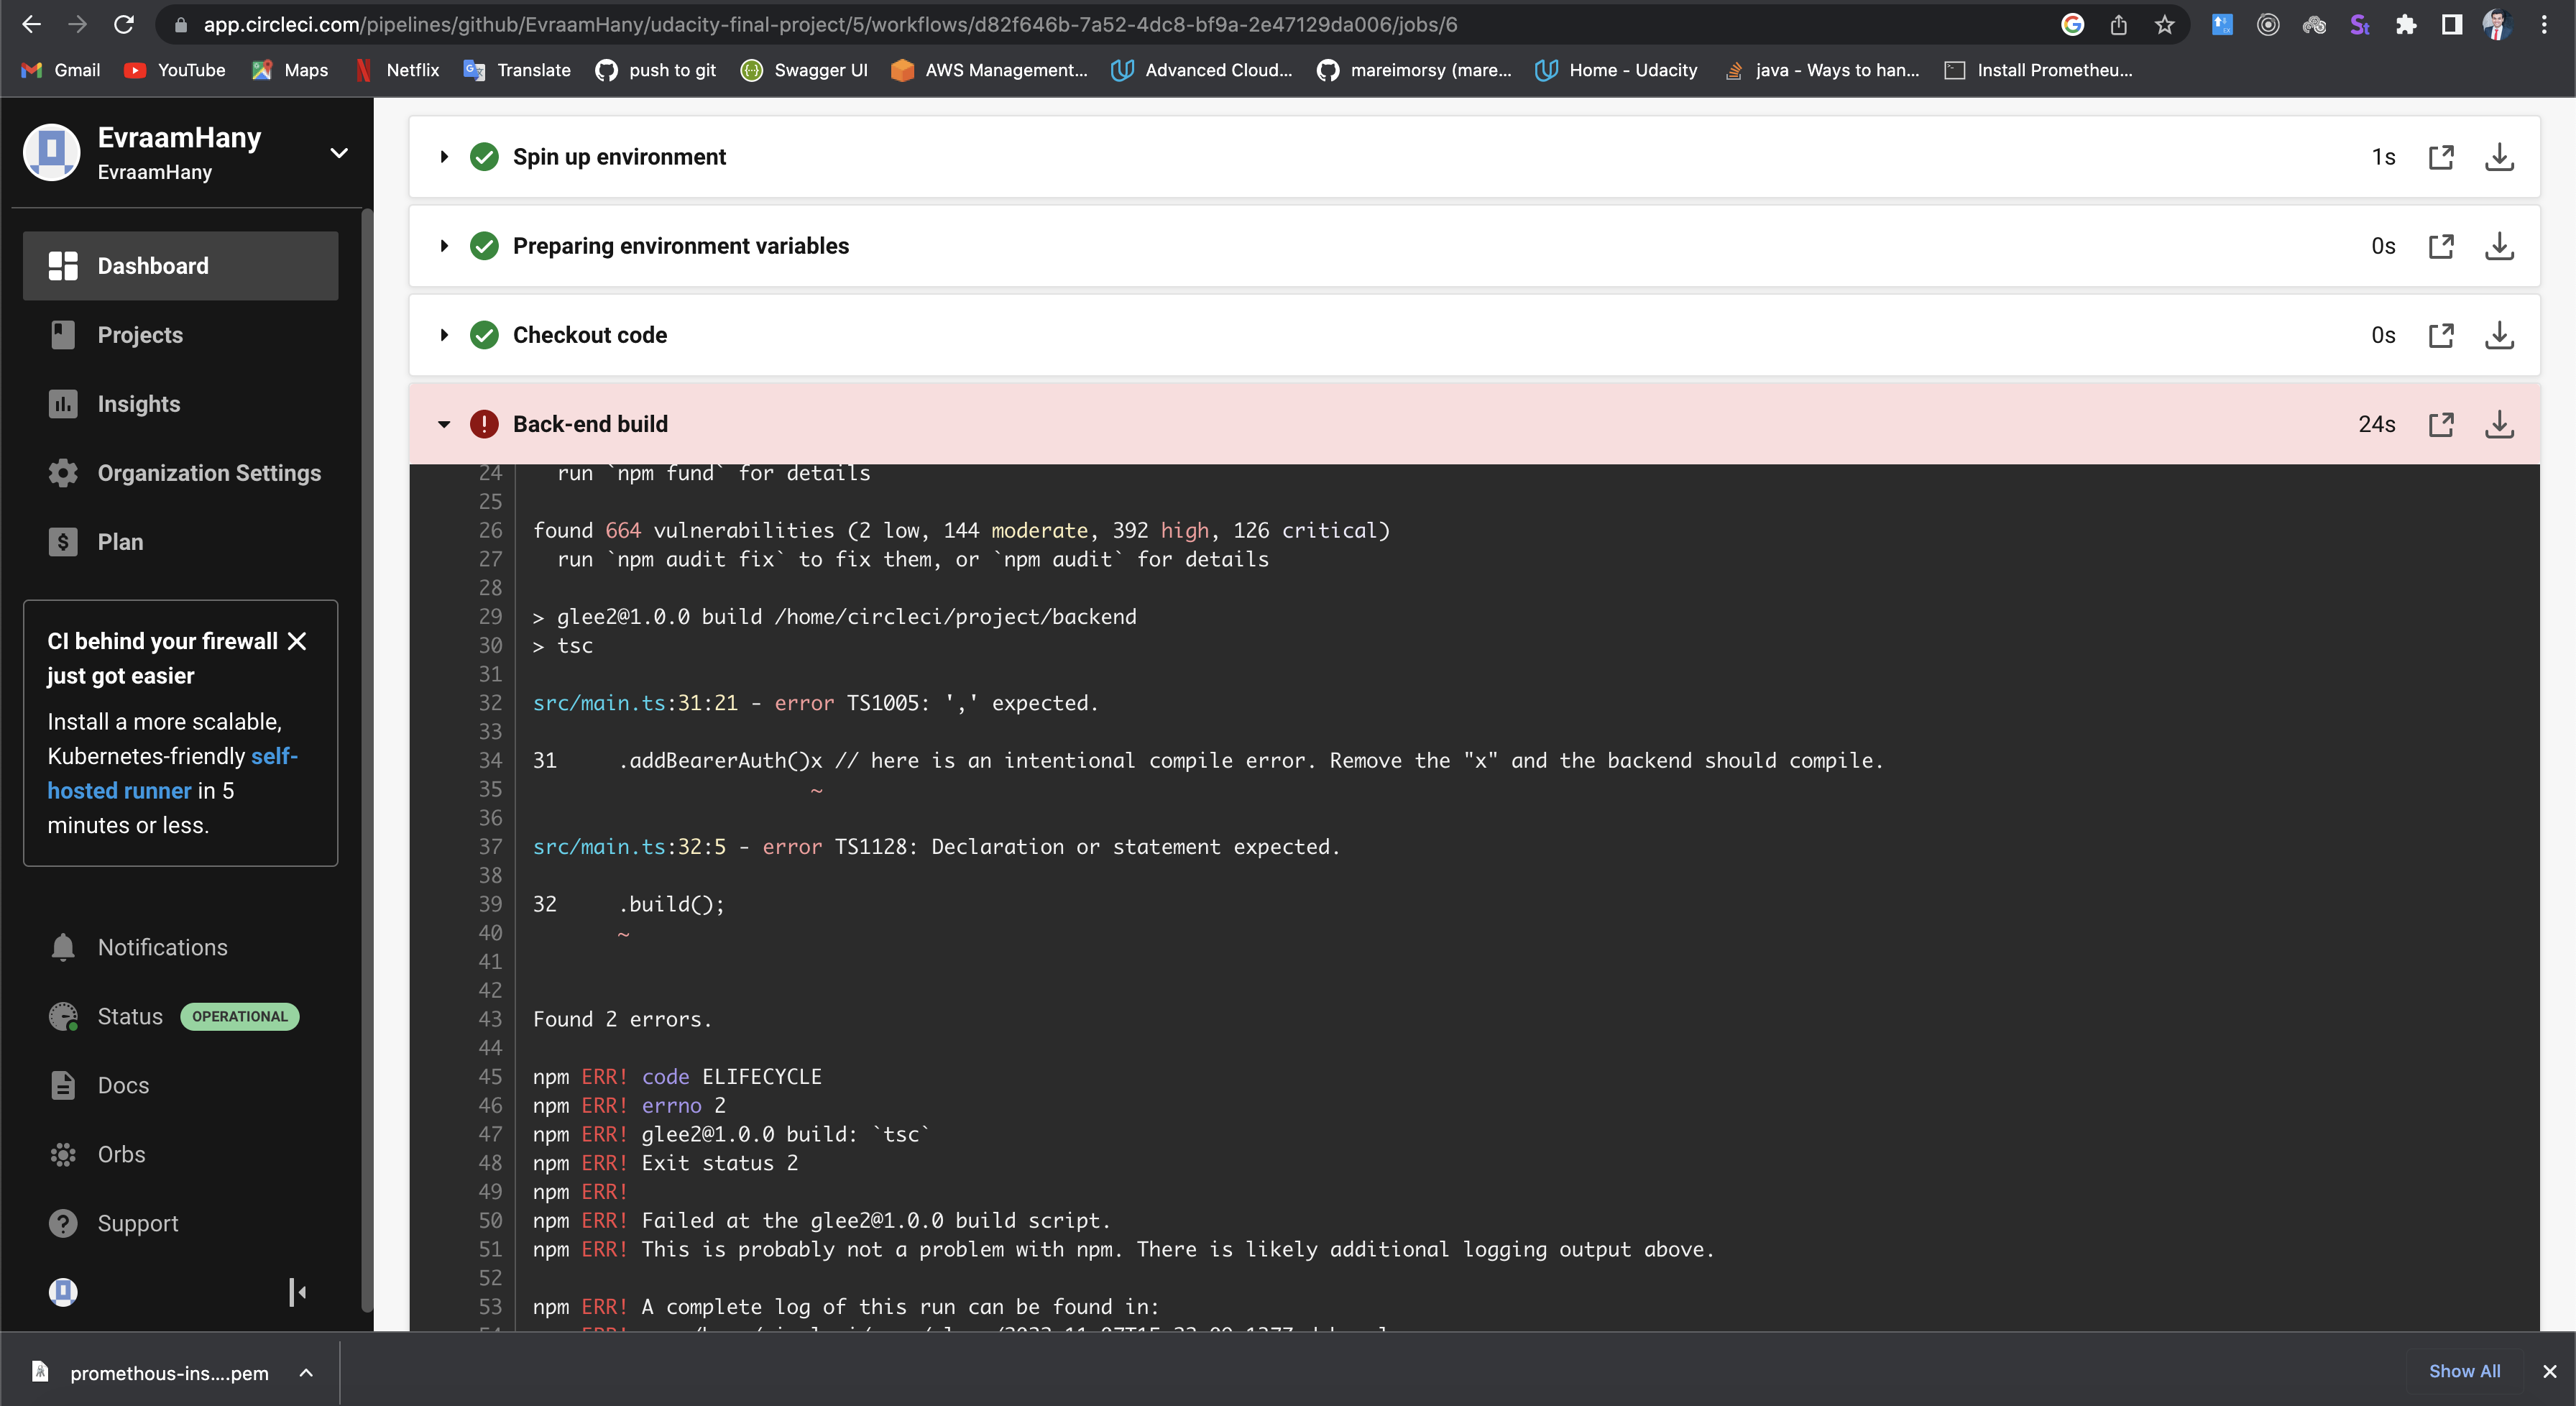 app.circleci.com/pipelines/github/EvraamHany/udacity-final-project/5/workflows/d82f646b-7a52-4dc8-bf9a-2e47129da006/jobs/6
Gmail YouTube Maps Netflix Translate push to git Swagger UI AWS Management... Advanced Cloud... mareimorsy (mare... Home - Udacity java - Ways to han... Install Prometheu...
EvraamHany
EvraamHany
Dashboard
Projects
Insights
Organization Settings
Plan
CI behind your firewall
just got easier
Install a more scalable,
Kubernetes-friendly self-
hosted runner in 5
minutes or less.
Notifications
Status OPERATIONAL
Docs
Orbs
Support
Spin up environment 1s
Preparing environment variables 0s
Checkout code 0s
Back-end build 24s
24 run `npm fund` for details
25
26 found 664 vulnerabilities (2 low, 144 moderate, 392 high, 126 critical)
27 run `npm audit fix` to fix them, or `npm audit` for details
28
29 > glee2@1.0.0 build /home/circleci/project/backend
30 > tsc
31
32 src/main.ts:31:21 - error TS1005: ',' expected.
33
34 31 .addBearerAuth()x // here is an intentional compile error. Remove the "x" and the backend should compile.
35 ~
36
37 src/main.ts:32:5 - error TS1128: Declaration or statement expected.
38
39 32 .build();
40 ~
41
42
43 Found 2 errors.
44
45 npm ERR! code ELIFECYCLE
46 npm ERR! errno 2
47 npm ERR! glee2@1.0.0 build: `tsc`
48 npm ERR! Exit status 2
49 npm ERR!
50 npm ERR! Failed at the glee2@1.0.0 build script.
51 npm ERR! This is probably not a problem with npm. There is likely additional logging output above.
52
53 npm ERR! A complete log of this run can be found in:
promethous-ins....pem
Show All